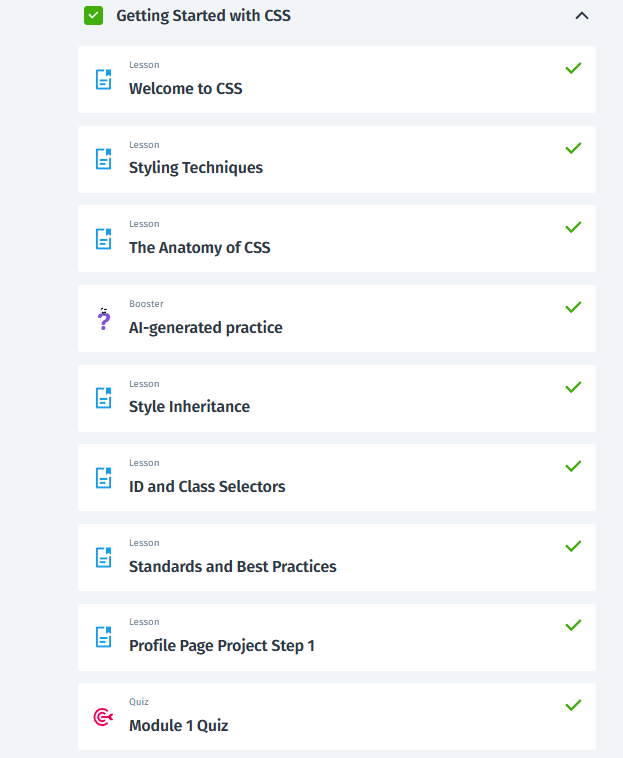 Getting Started with CSS
Lesson
Welcome to CSS
Lesson
Styling Techniques
Lesson
The Anatomy of CSS
Booster
AI-generated practice
Lesson
Style Inheritance
Lesson
ID and Class Selectors
Lesson
Standards and Best Practices
Lesson
Profile Page Project Step 1
Quiz
Module 1 Quiz